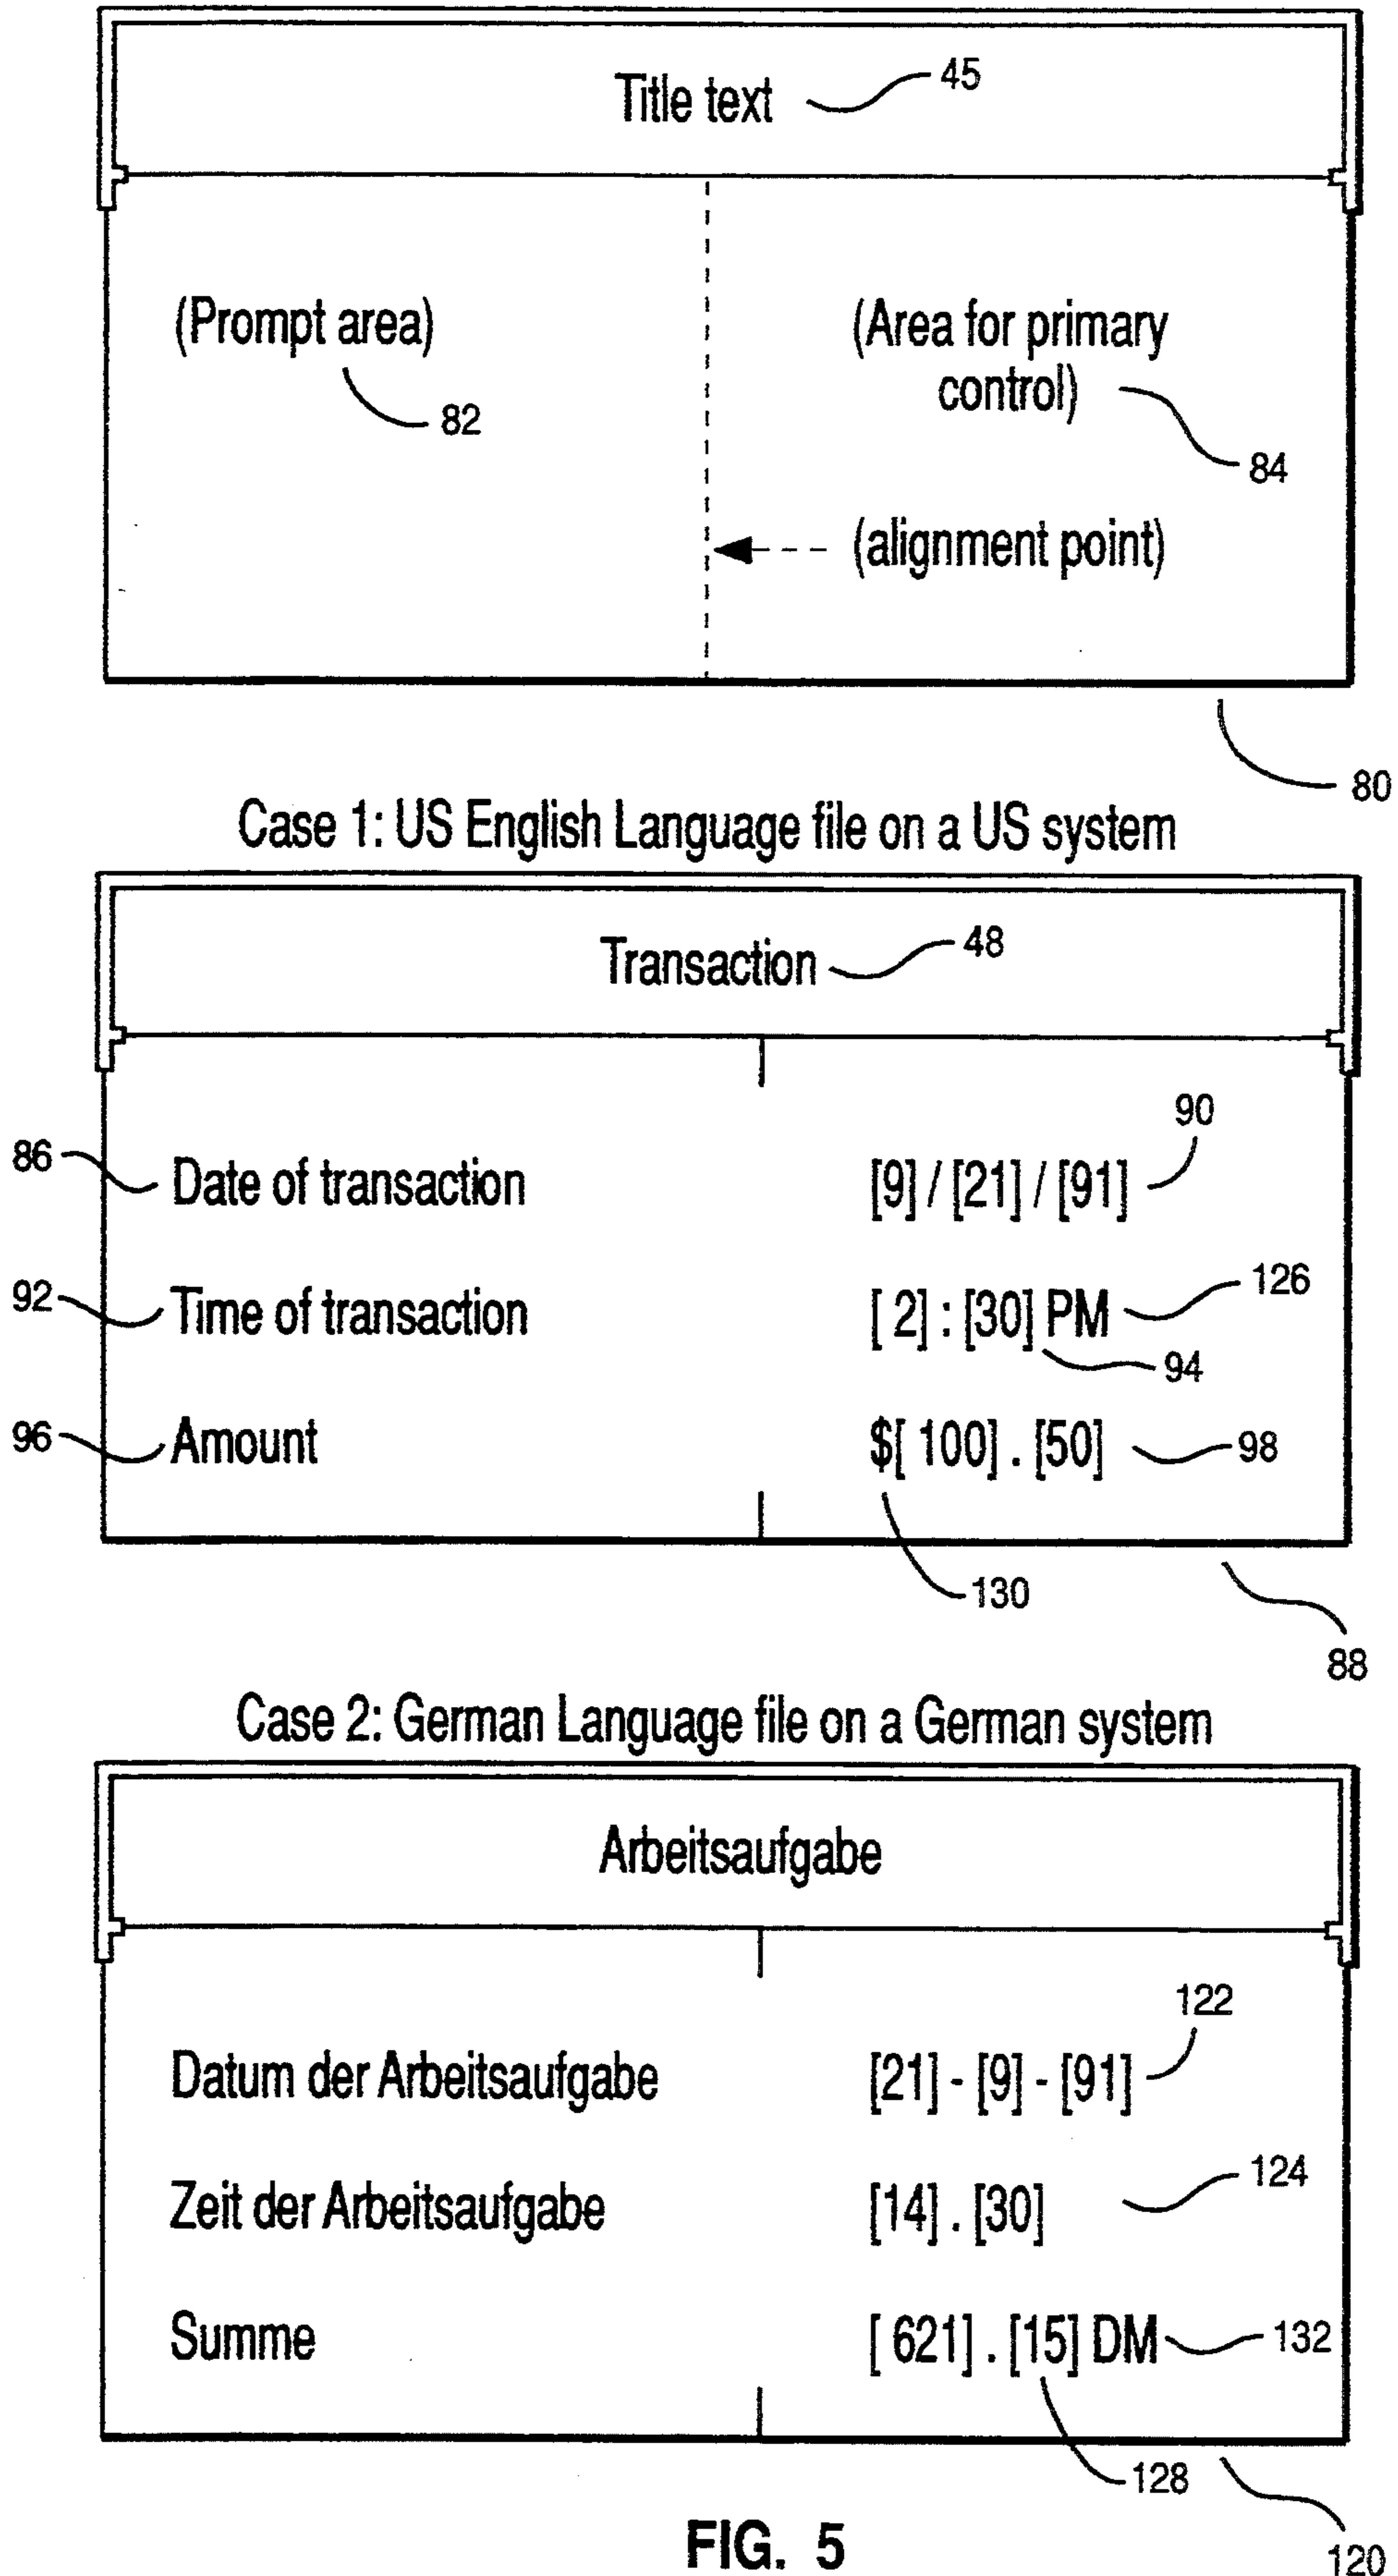 Title text 45
(Prompt area)
82
(Area for primary
control)
84
(alignment point)
80
Case 1: US English Language file on a US system
Transaction 48
90
86 Date of transaction [9] / [21] / [91]
92 Time of transaction [ 2] : [30] PM 126
94
96 Amount $[ 100] . [50] 98
130
88
Case 2: German Language file on a German system
Arbeitsaufgabe
122
Datum der Arbeitsaufgabe [21] - [9] - [91]
124
Zeit der Arbeitsaufgabe [14] . [30]
Summe [ 621] . [15] DM 132
128
120
FIG. 5